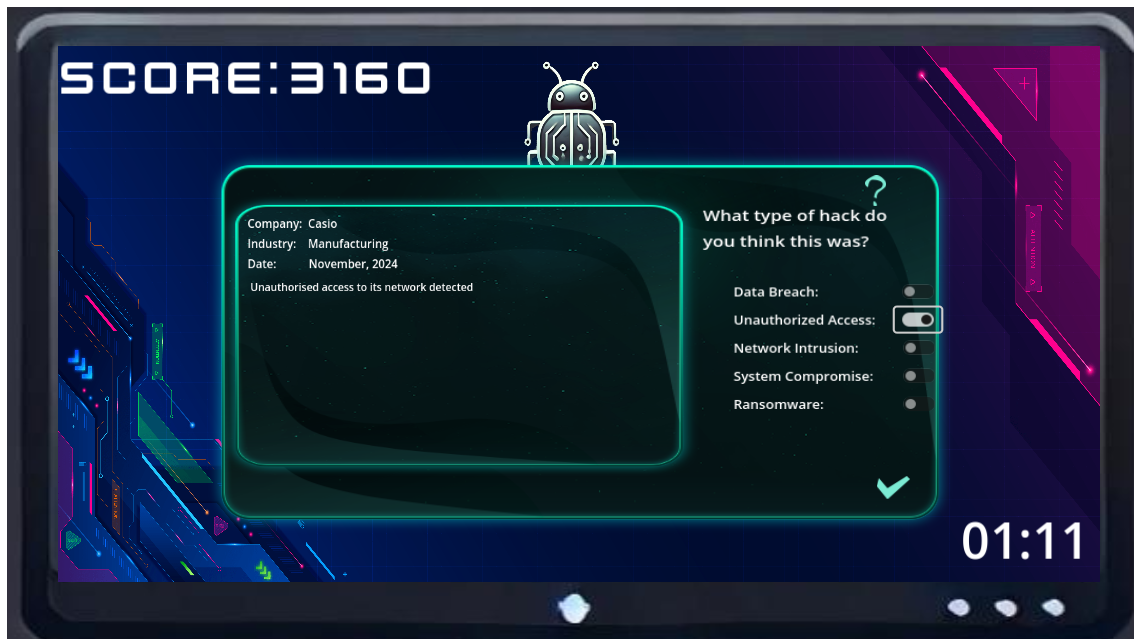 SCORE:3160
Company: Casio
Industry: Manufacturing
Date: November, 2024
Unauthorised access to its network detected
?
What type of hack do
you think this was?
Data Breach:
Unauthorized Access:
Network Intrusion:
System Compromise:
Ransomware:
01:11